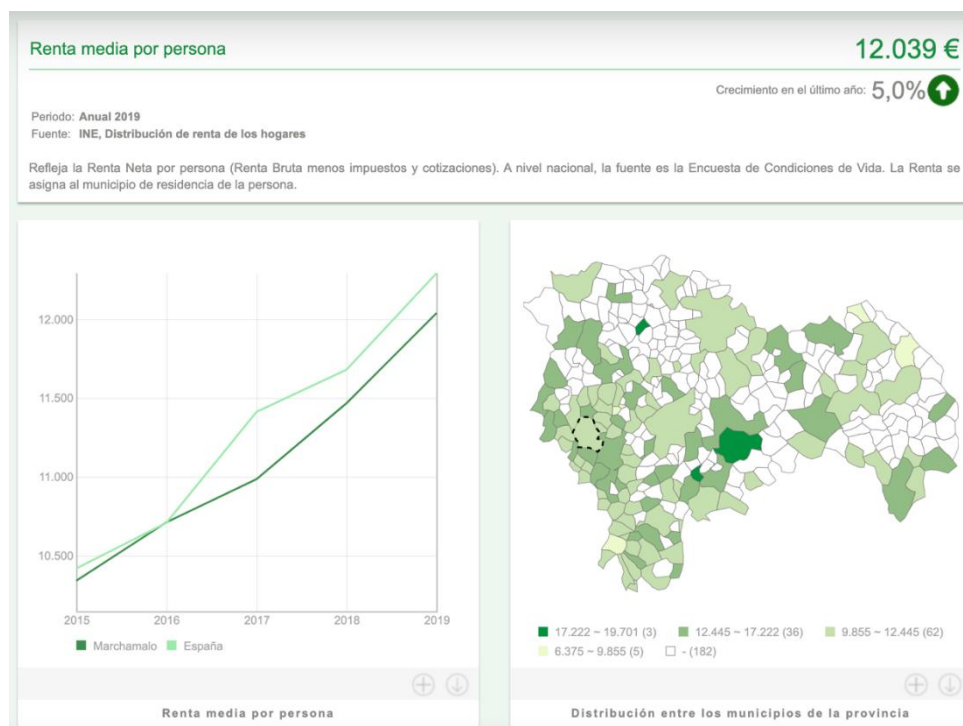 Renta media por persona
12.039 €
Crecimiento en el último año: 5,0%
Periodo: Anual 2019
Fuente: INE, Distribución de renta de los hogares
Refleja la Renta Neta por persona (Renta Bruta menos impuestos y cotizaciones). A nivel nacional, la fuente es la Encuesta de Condiciones de Vida. La Renta se
asigna al municipio de residencia de la persona.
12.000
11.500
11.000
10.500
2015 2016 2017 2018 2019
Marchamalo España
Renta media por persona
17.222 ~ 19.701 (3) 12.445 ~ 17.222 (36) 9.855 ~ 12.445 (62)
6.375 ~ 9.855 (5) - (182)
Distribución entre los municipios de la provincia